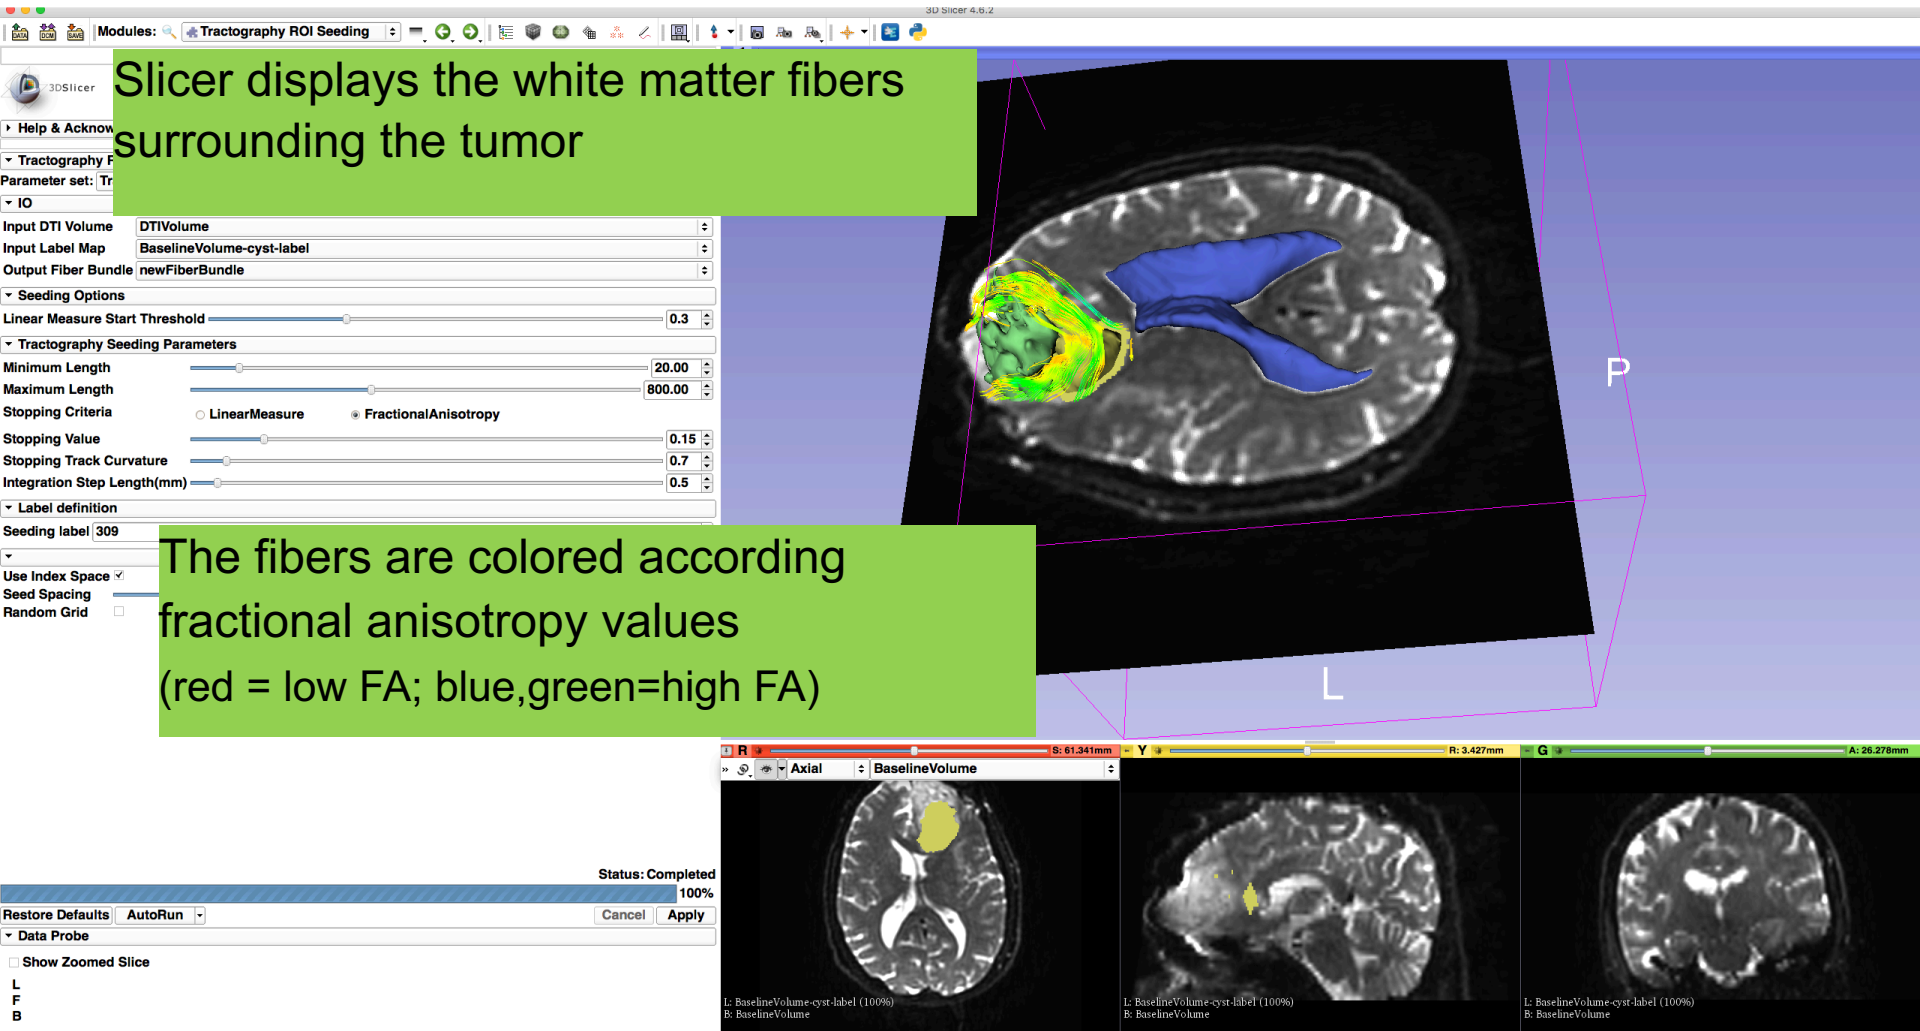 3D Slicer 4.6.2
DATA DCM SAVE Modules: Tractography ROI Seeding
3DSlicer
Slicer displays the white matter fibers
surrounding the tumor
Help & Acknow
Tractography
Parameter set:
IO
Input DTI Volume DTIVolume
Input Label Map BaselineVolume-cyst-label
Output Fiber Bundle newFiberBundle
Seeding Options
Linear Measure Start Threshold 0.3
Tractography Seeding Parameters
Minimum Length 20.00
Maximum Length 800.00
Stopping Criteria LinearMeasure FractionalAnisotropy
Stopping Value 0.15
Stopping Track Curvature 0.7
Integration Step Length(mm) 0.5
Label definition
Seeding label 309
Use Index Space
Seed Spacing
Random Grid
The fibers are colored according
fractional anisotropy values
(red = low FA; blue,green=high FA)
P
L
Status: Completed
100%
Restore Defaults AutoRun Cancel Apply
Data Probe
Show Zoomed Slice
L
F
B
R S: 61.341mm
Axial BaselineVolume
L: BaselineVolume-cyst-label (100%)
B: BaselineVolume
Y R: 3.427mm
L: BaselineVolume-cyst-label (100%)
B: BaselineVolume
G A: 26.278mm
L: BaselineVolume-cyst-label (100%)
B: BaselineVolume